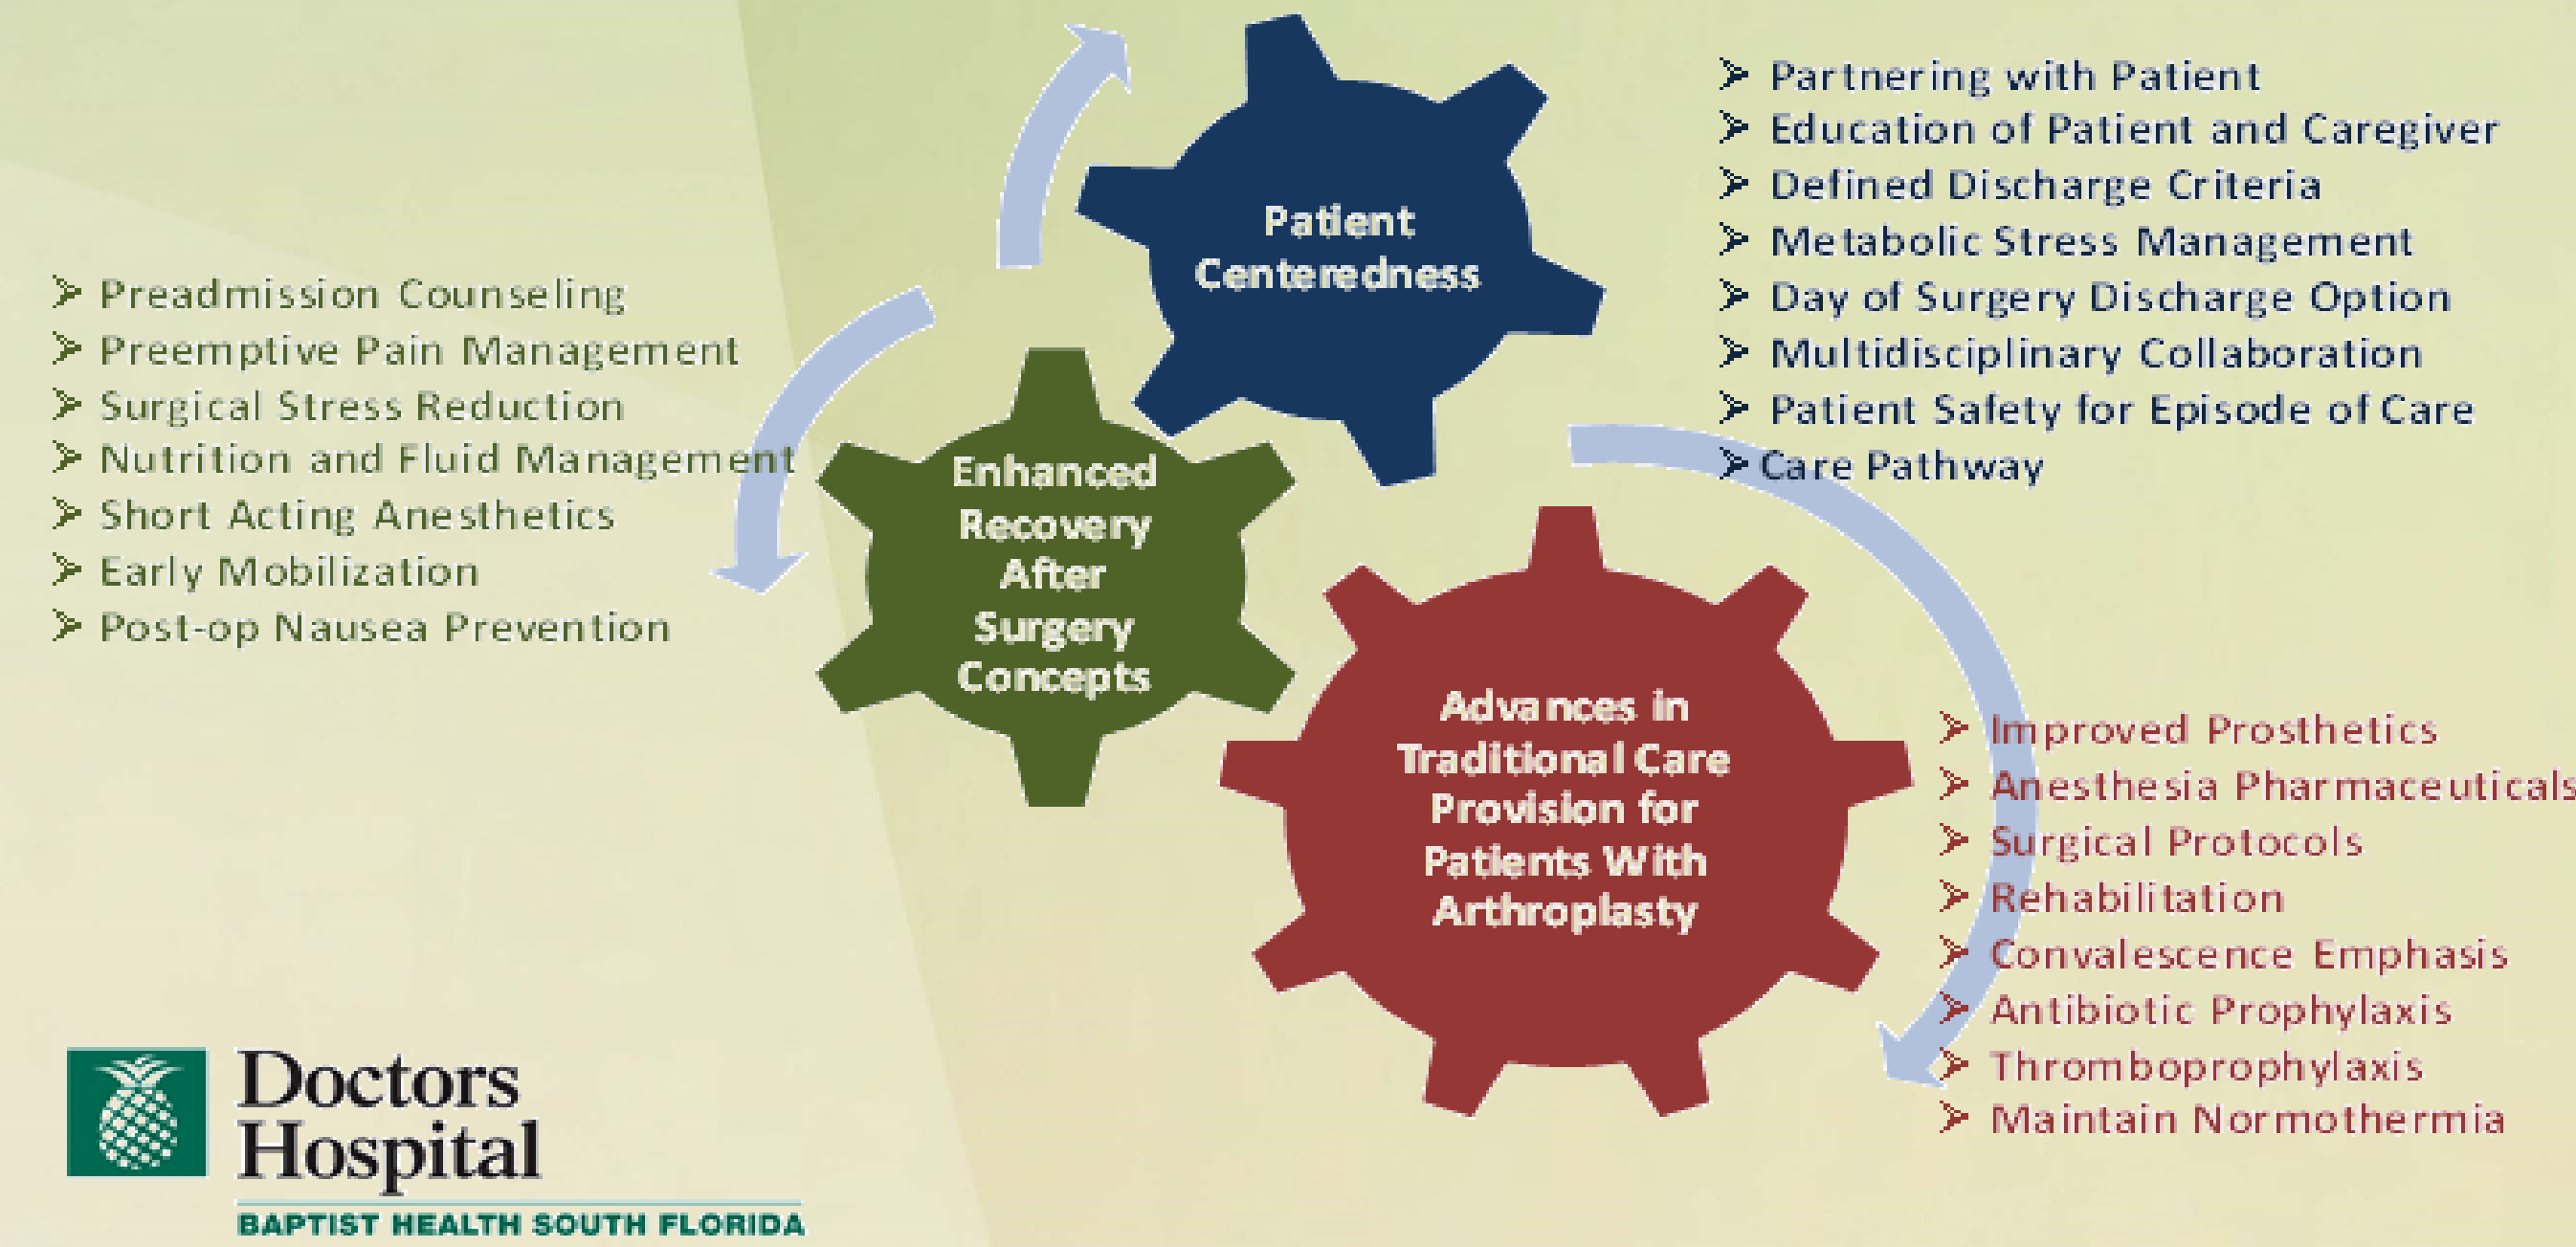 Patient
Centeredness
➢ Partnering with Patient
➢ Education of Patient and Caregiver
➢ Defined Discharge Criteria
➢ Metabolic Stress Management
➢ Day of Surgery Discharge Option
➢ Multidisciplinary Collaboration
➢ Patient Safety for Episode of Care
➢ Care Pathway
➢ Preadmission Counseling
➢ Preemptive Pain Management
➢ Surgical Stress Reduction
➢ Nutrition and Fluid Management
➢ Short Acting Anesthetics
➢ Early Mobilization
➢ Post-op Nausea Prevention
Enhanced
Recovery
After
Surgery
Concepts
Advances in
Traditional Care
Provision for
Patients With
Arthroplasty
➢ Improved Prosthetics
➢ Anesthesia Pharmaceuticals
➢ Surgical Protocols
➢ Rehabilitation
➢ Convalescence Emphasis
➢ Antibiotic Prophylaxis
➢ Thromboprophylaxis
➢ Maintain Normothermia
Doctors
Hospital
BAPTIST HEALTH SOUTH FLORIDA